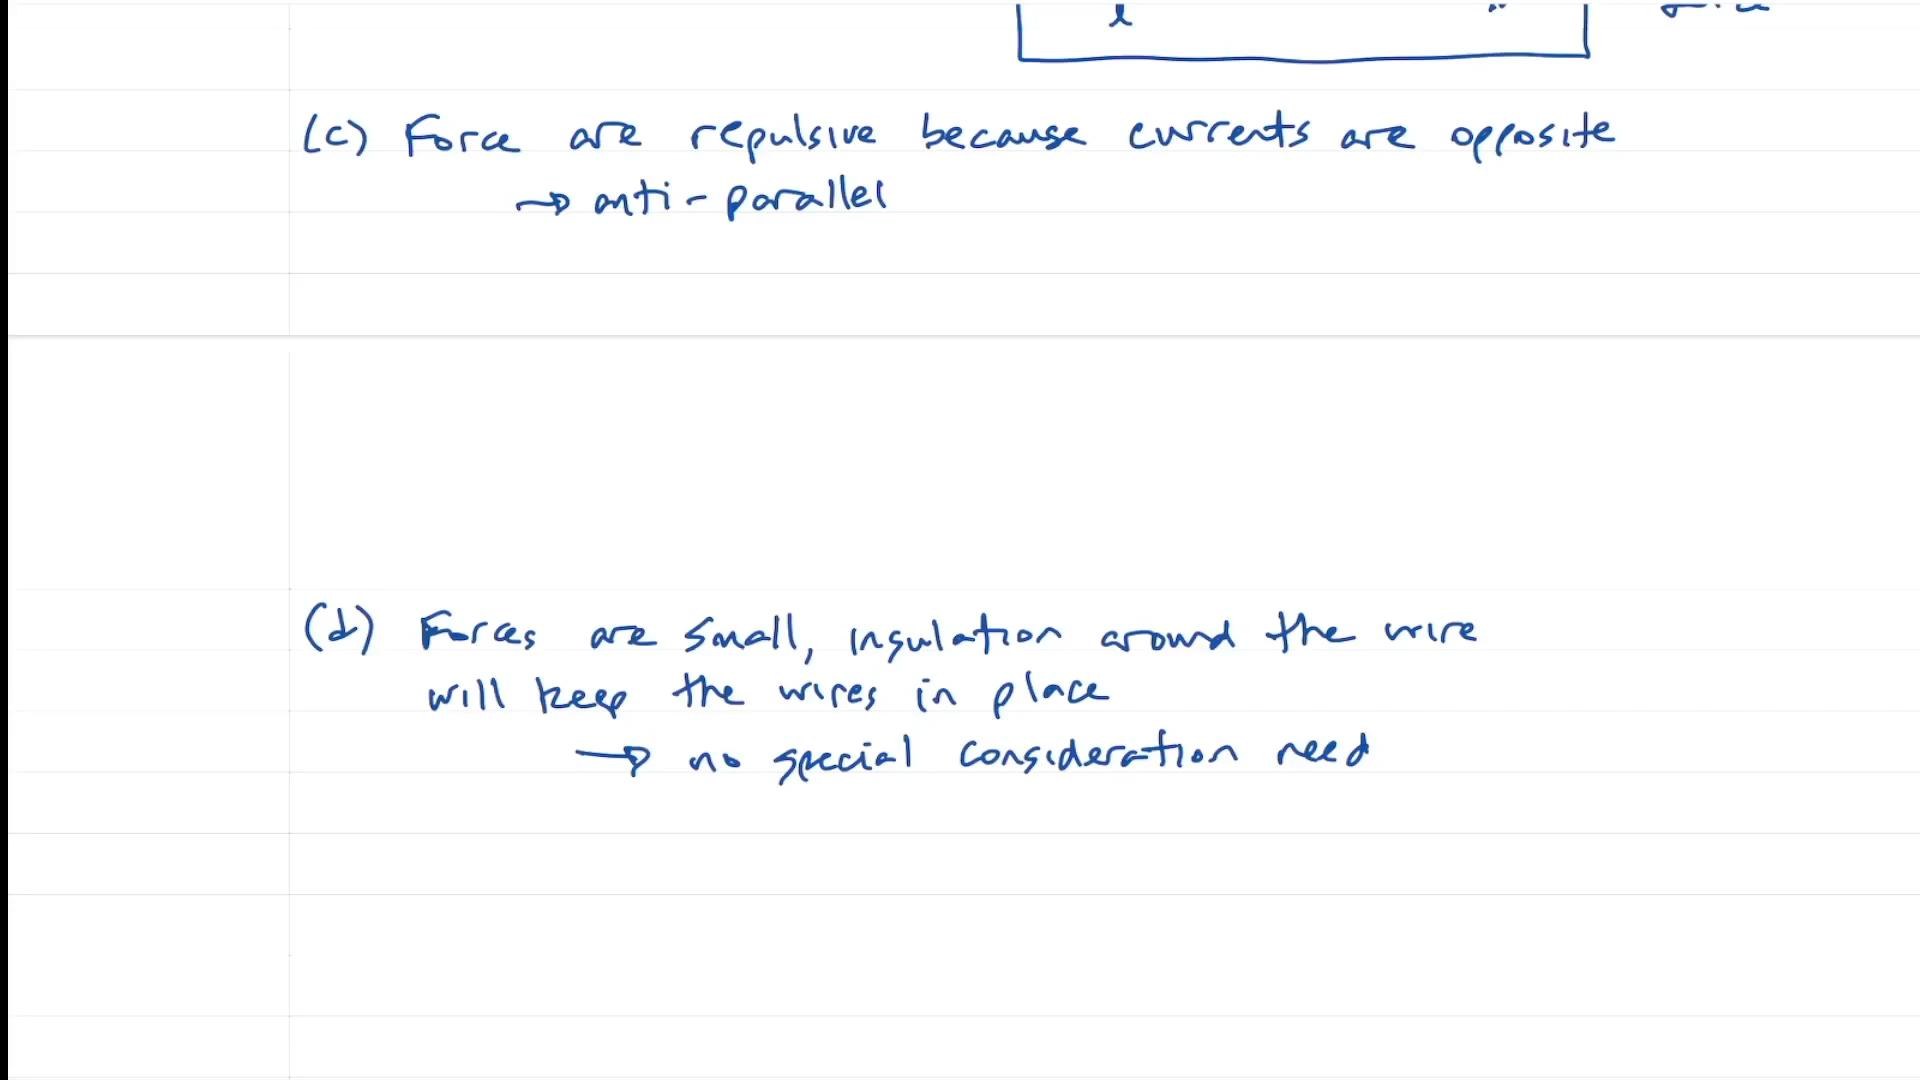 l
(c) Force are repulsive because currents are opposite
→ anti-parallel
(d) Forces are small, insulation around the wire
will keep the wires in place
→ no special consideration need